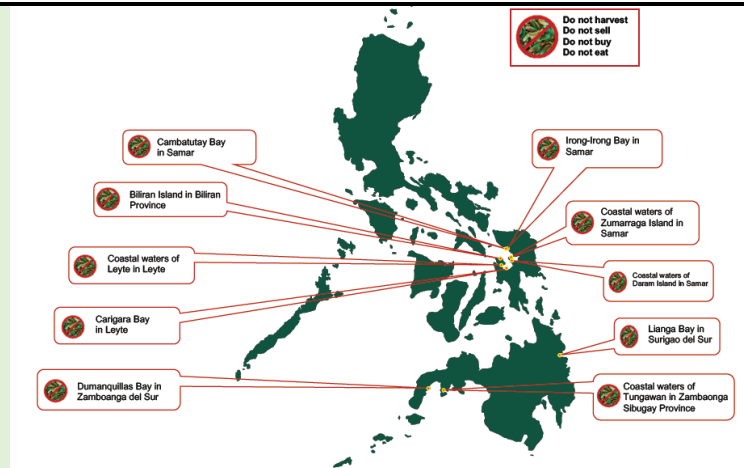 Do not harvest
Do not sell
Do not buy
Do not eat
Cambatutay Bay
in Samar
Irong-Irong Bay in
Samar
Biliran Island in Biliran
Province
Coastal waters of
Zumarraga Island in
Samar
Coastal waters of
Leyte in Leyte
Coastal waters of
Daram Island in Samar
Carigara Bay
in Leyte
Lianga Bay in
Surigao del Sur
Dumanquillas Bay in
Zamboanga del Sur
Coastal waters of
Tungawan in Zambaonga
Sibugay Province